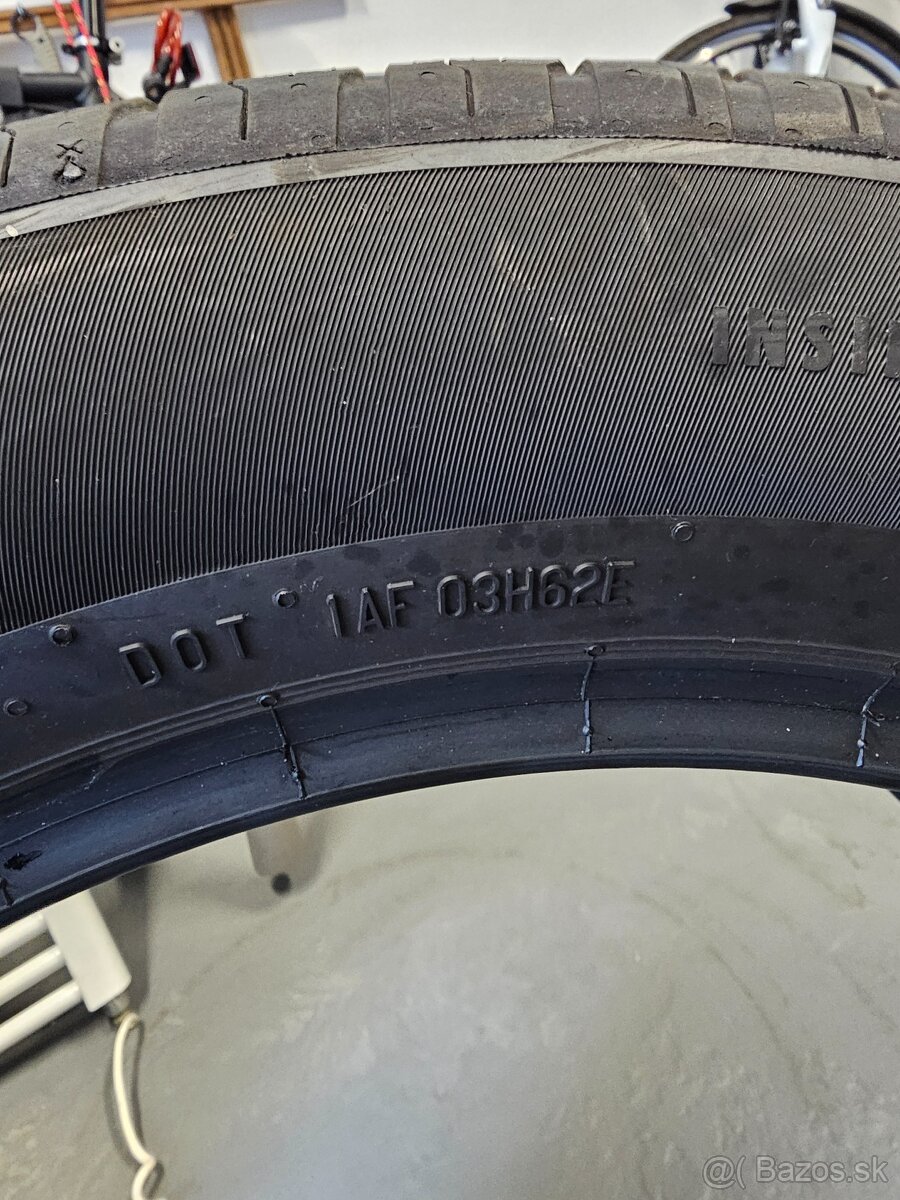 INSI
DOT 1AF 03H62E
@( Bazos.sk